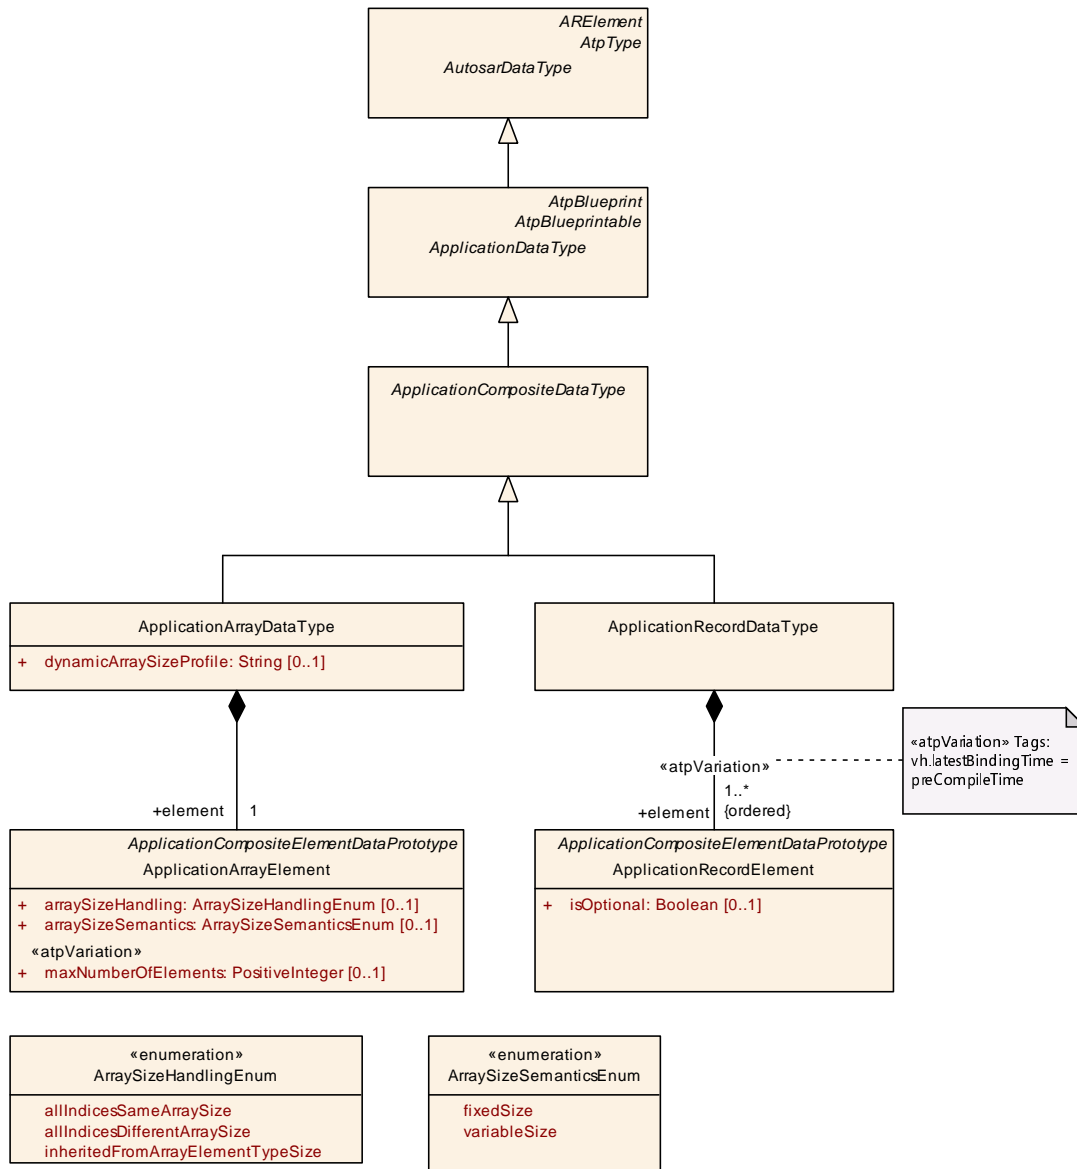 ARElement
AtpType
AutosarDataType
AtpBlueprint
AtpBlueprintable
ApplicationDataType
ApplicationCompositeDataType
ApplicationArrayDataType
+ dynamicArraySizeProfile: String [0..1]
ApplicationRecordDataType
«atpVariation» Tags:
vh.latestBindingTime =
preCompileTime
«atpVariation»
1..*
+element {ordered}
+element 1
ApplicationCompositeElementDataPrototype
ApplicationArrayElement
+ arraySizeHandling: ArraySizeHandlingEnum [0..1]
+ arraySizeSemantics: ArraySizeSemanticsEnum [0..1]
«atpVariation»
+ maxNumberOfElements: PositiveInteger [0..1]
ApplicationCompositeElementDataPrototype
ApplicationRecordElement
+ isOptional: Boolean [0..1]
«enumeration»
ArraySizeHandlingEnum
allIndicesSameArraySize
allIndicesDifferentArraySize
inheritedFromArrayElementTypeSize
«enumeration»
ArraySizeSemanticsEnum
fixedSize
variableSize